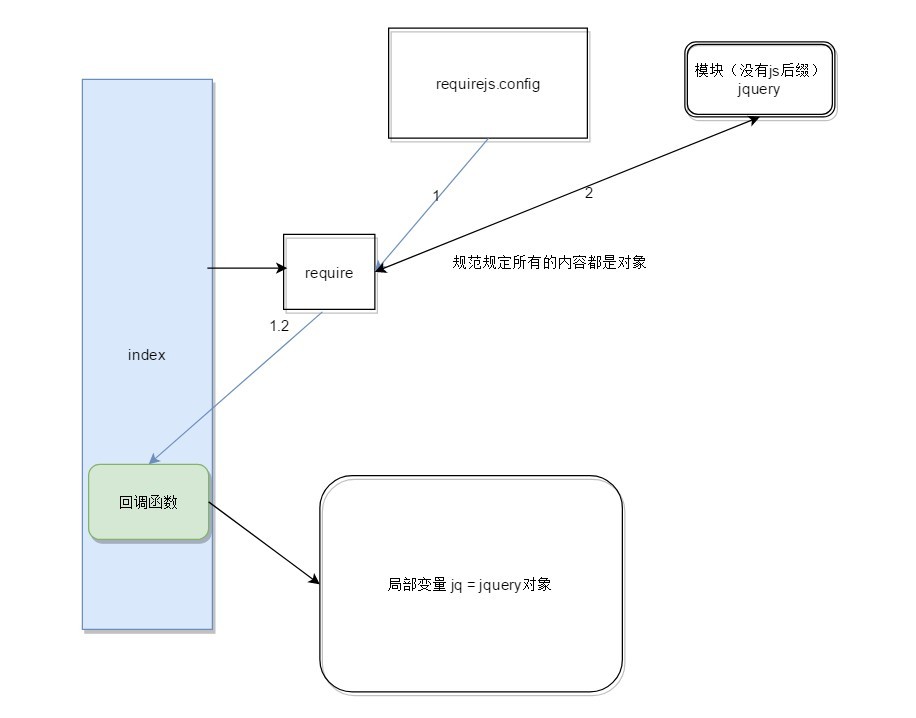 requirejs.config
模块（没有js后缀）
jquery
1
2
规范规定所有的内容都是对象
require
1.2
index
回调函数
局部变量 jq = jquery对象